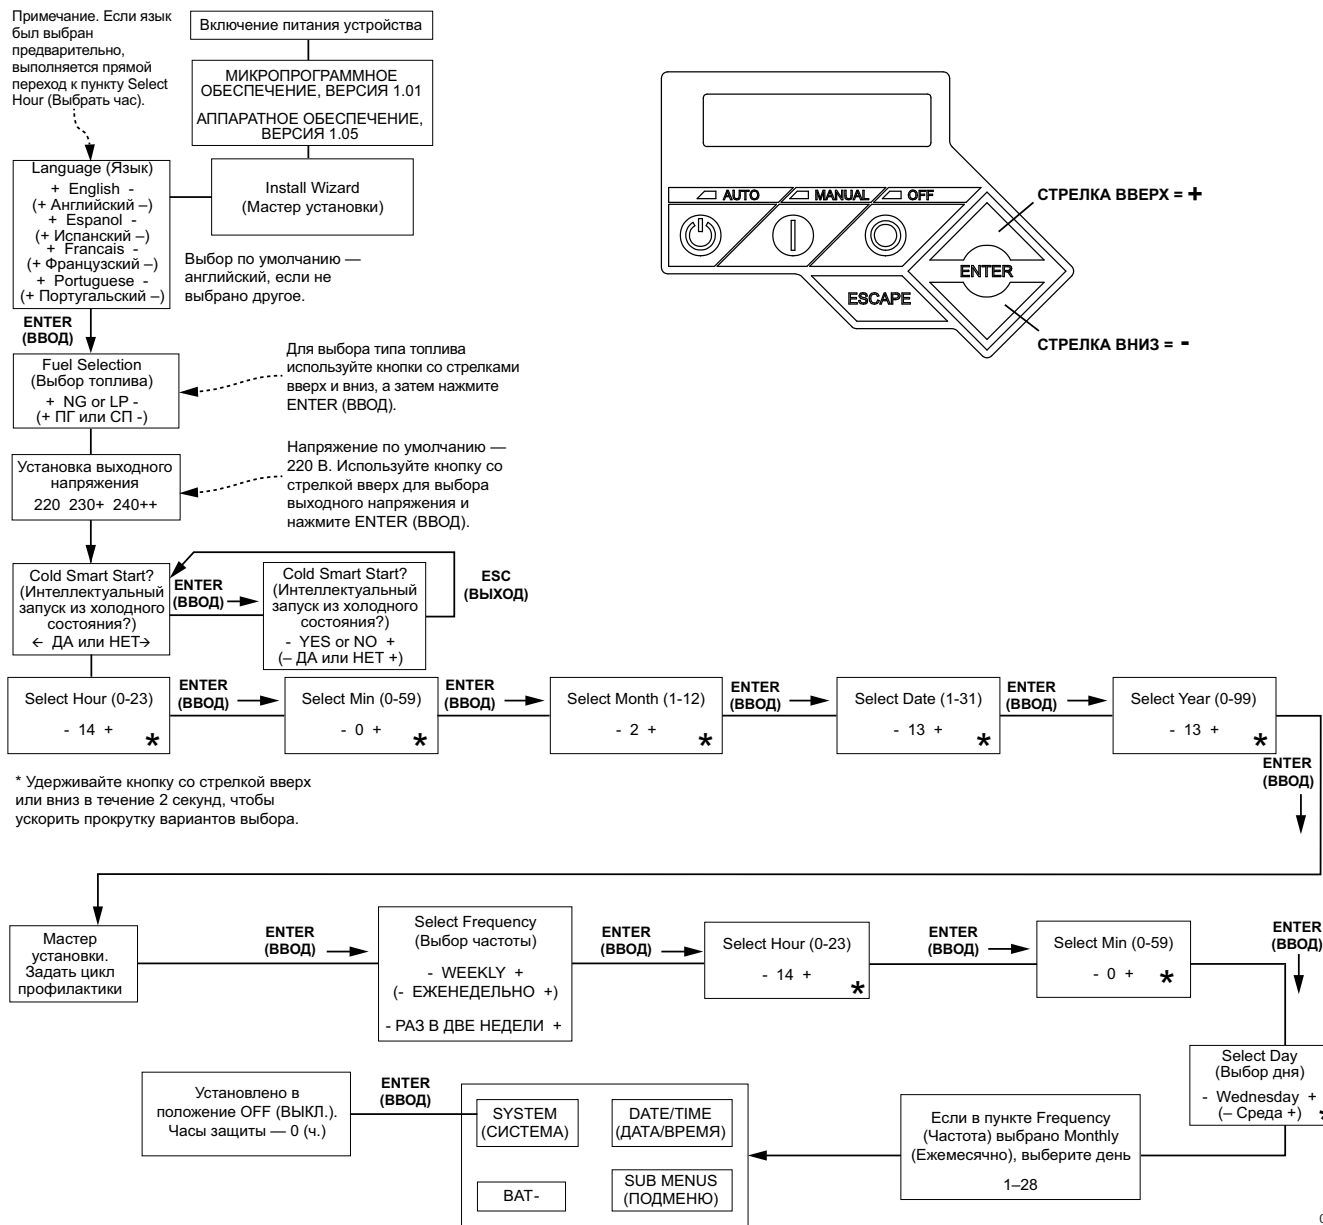 Примечание. Если язык
был выбран
предварительно,
выполняется прямой
переход к пункту Select
Hour (Выбрать час).
Включение питания устройства
МИКРОПРОГРАММНОЕ
ОБЕСПЕЧЕНИЕ, ВЕРСИЯ 1.01
АППАРАТНОЕ ОБЕСПЕЧЕНИЕ,
ВЕРСИЯ 1.05
Install Wizard
(Мастер установки)
Language (Язык)
+ English -
(+ Английский –)
+ Espanol -
(+ Испанский –)
+ Francais -
(+ Французский –)
+ Portuguese -
(+ Португальский –)
Выбор по умолчанию —
английский, если не
выбрано другое.
AUTO
MANUAL
OFF
ENTER
ESCAPE
СТРЕЛКА ВВЕРХ = +
СТРЕЛКА ВНИЗ = -
ENTER
(ВВОД)
Fuel Selection
(Выбор топлива)
+ NG or LP -
(+ ПГ или СП -)
Для выбора типа топлива
используйте кнопки со стрелками
вверх и вниз, а затем нажмите
ENTER (ВВОД).
Установка выходного
напряжения
220 230+ 240++
Напряжение по умолчанию —
220 В. Используйте кнопку со
стрелкой вверх для выбора
выходного напряжения и
нажмите ENTER (ВВОД).
Cold Smart Start?
(Интеллектуальный
запуск из холодного
состояния?)
← ДА или НЕТ→
ENTER
(ВВОД)
Cold Smart Start?
(Интеллектуальный
запуск из холодного
состояния?)
- YES or NO +
(– ДА или НЕТ +)
ESC
(ВЫХОД)
Select Hour (0-23)
- 14 +
*
ENTER
(ВВОД)
Select Min (0-59)
- 0 +
*
ENTER
(ВВОД)
Select Month (1-12)
- 2 +
*
ENTER
(ВВОД)
Select Date (1-31)
- 13 +
*
ENTER
(ВВОД)
Select Year (0-99)
- 13 +
*
ENTER
(ВВОД)
* Удерживайте кнопку со стрелкой вверх
или вниз в течение 2 секунд, чтобы
ускорить прокрутку вариантов выбора.
Мастер
установки.
Задать цикл
профилактики
ENTER
(ВВОД)
Select Frequency
(Выбор частоты)
- WEEKLY +
(- ЕЖЕНЕДЕЛЬНО +)
- РАЗ В ДВЕ НЕДЕЛИ +
ENTER
(ВВОД)
Select Hour (0-23)
- 14 +
*
ENTER
(ВВОД)
Select Min (0-59)
- 0 +
*
ENTER
(ВВОД)
Select Day
(Выбор дня)
- Wednesday +
(– Среда +)
*
Если в пункте Frequency
(Частота) выбрано Monthly
(Ежемесячно), выберите день
1–28
SYSTEM
(СИСТЕМА)
DATE/TIME
(ДАТА/ВРЕМЯ)
BAT-
SUB MENUS
(ПОДМЕНЮ)
ENTER
(ВВОД)
Установлено в
положение OFF (ВЫКЛ.).
Часы защиты — 0 (ч.)